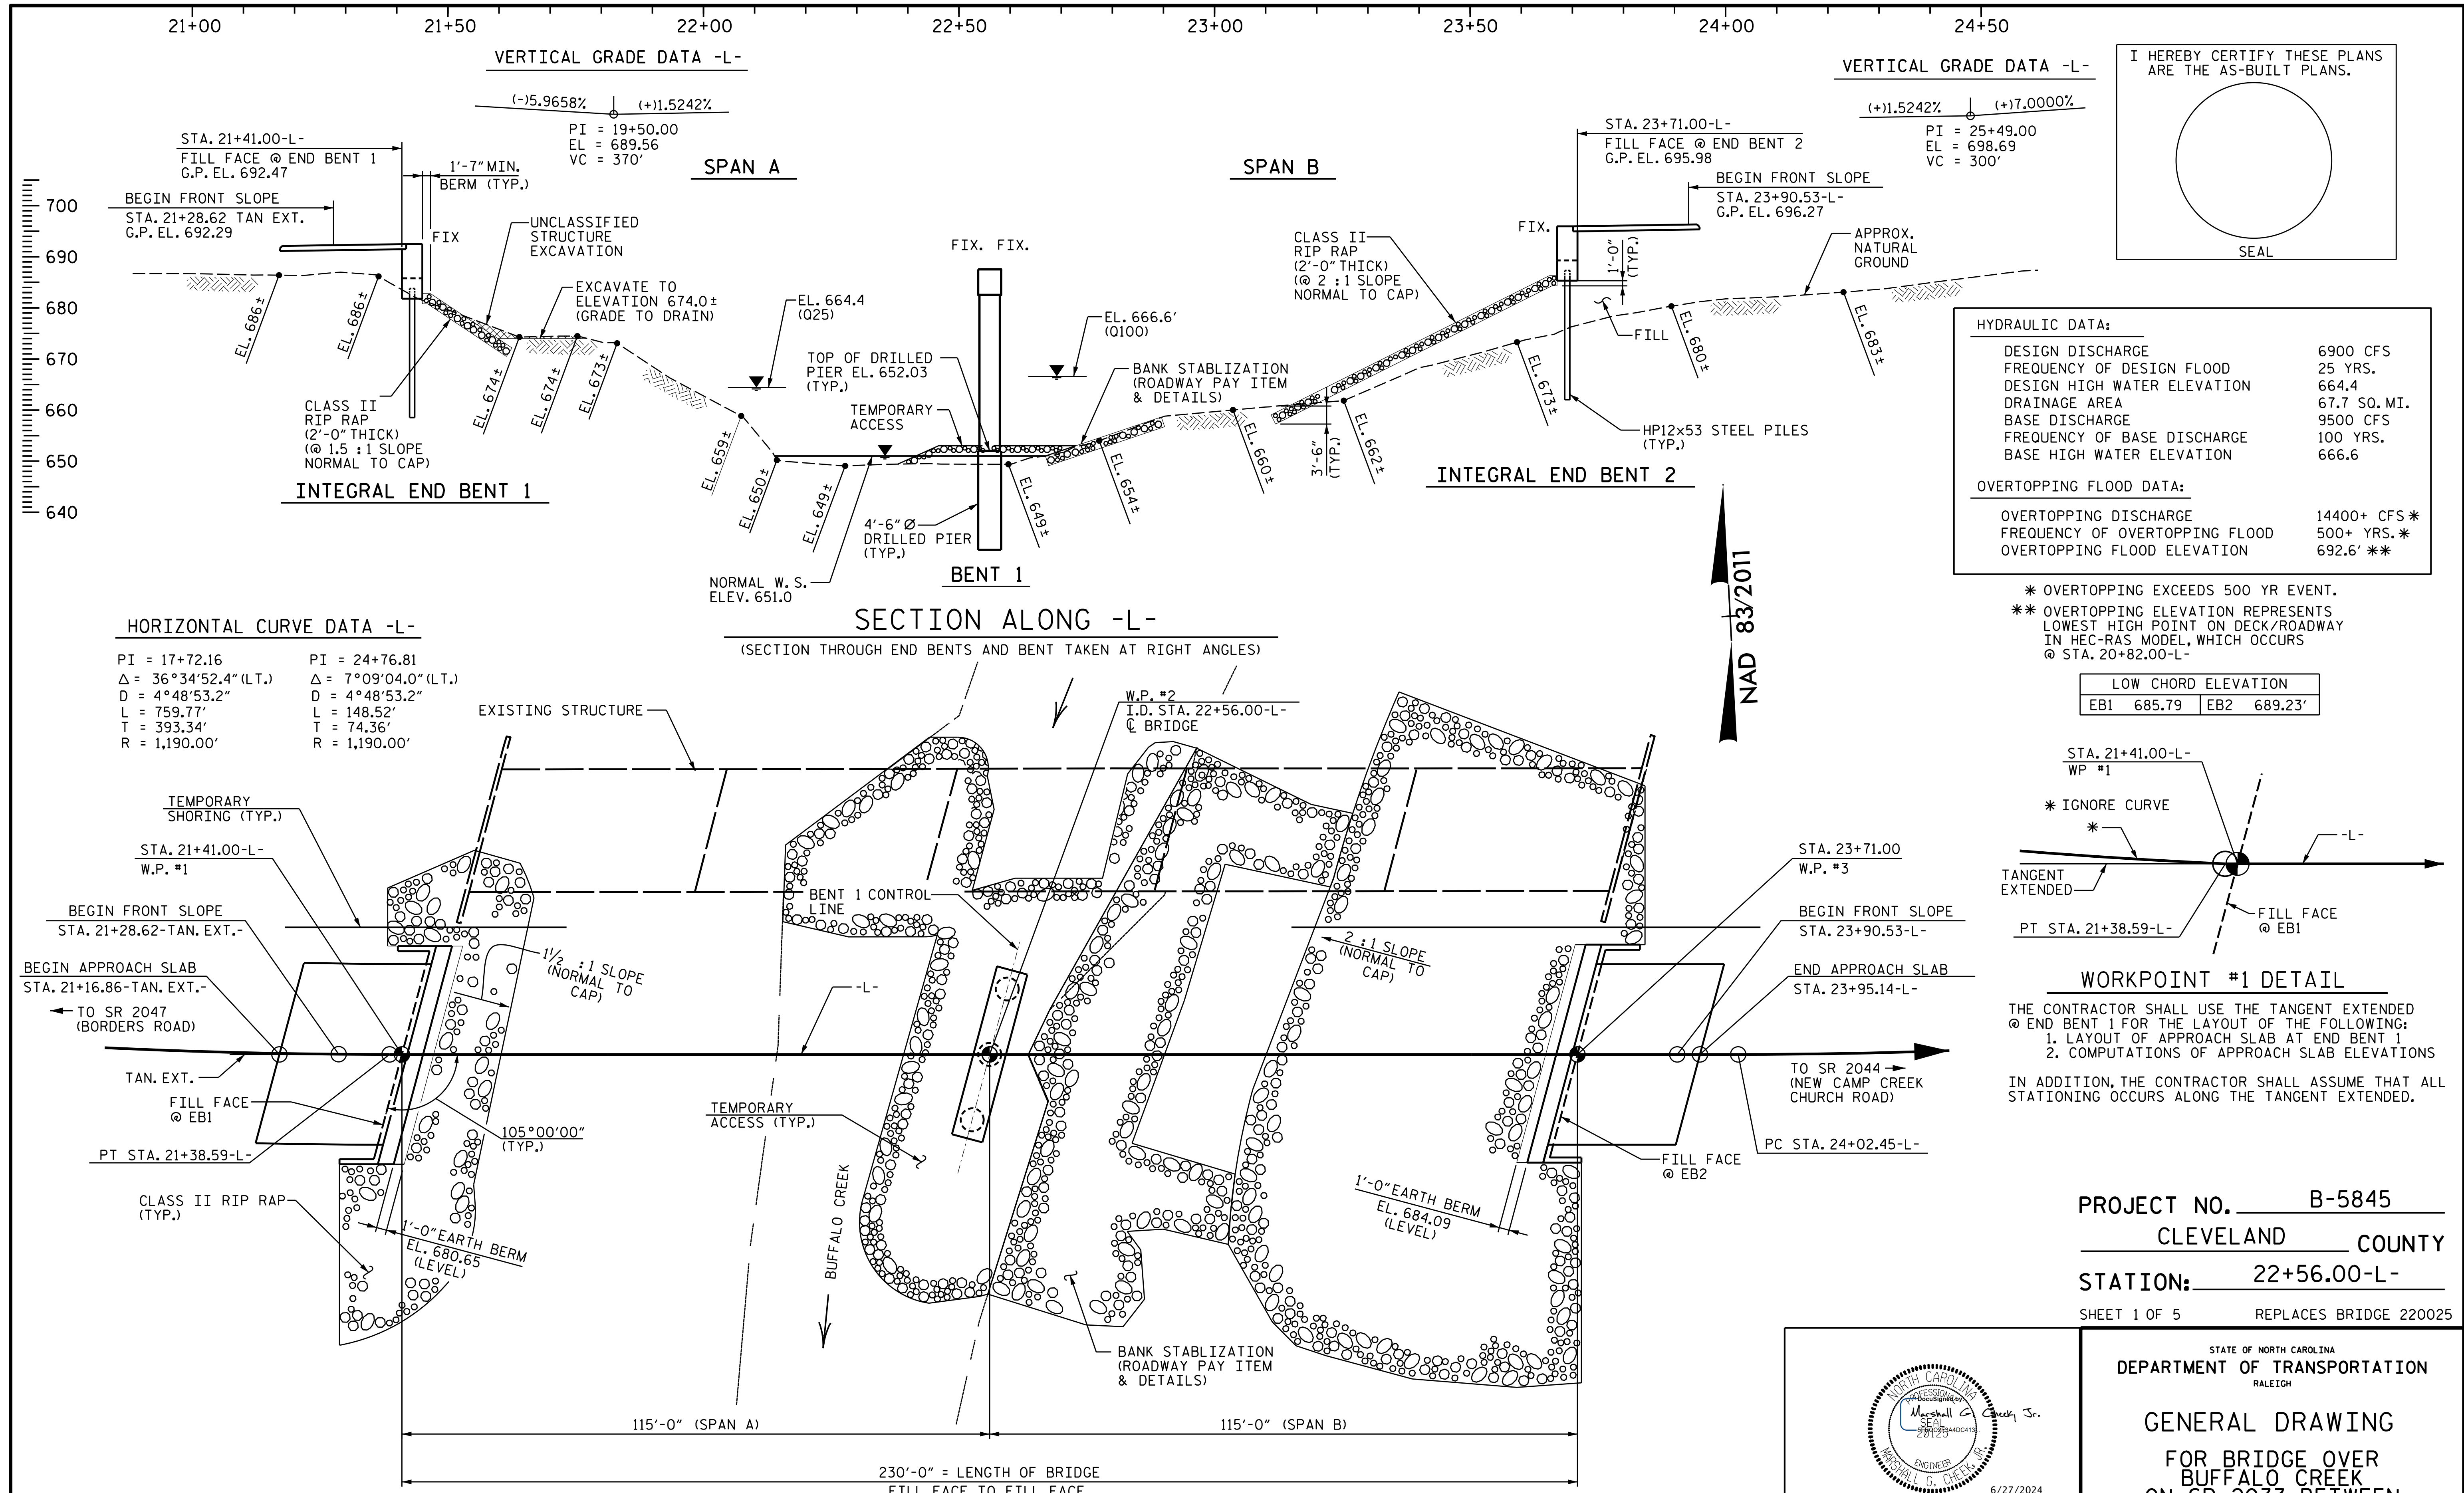 21+00 21+50 22+00 22+50 23+00 23+50 24+00 24+50
VERTICAL GRADE DATA -L-
(-)5.9658% (+)1.5242%
PI = 19+50.00
EL = 689.56
VC = 370'
VERTICAL GRADE DATA -L-
(+)1.5242% (+)7.0000%
PI = 25+49.00
EL = 698.69
VC = 300'
I HEREBY CERTIFY THESE PLANS
ARE THE AS-BUILT PLANS.
SEAL
STA. 21+41.00-L-
FILL FACE @ END BENT 1
G.P. EL. 692.47
1'-7" MIN.
BERM (TYP.)
SPAN A
SPAN B
STA. 23+71.00-L-
FILL FACE @ END BENT 2
G.P. EL. 695.98
BEGIN FRONT SLOPE
STA. 21+28.62 TAN EXT.
G.P. EL. 692.29
BEGIN FRONT SLOPE
STA. 23+90.53-L-
G.P. EL. 696.27
700
690
680
670
660
650
640
FIX
UNCLASSIFIED
STRUCTURE
EXCAVATION
FIX. FIX.
CLASS II
RIP RAP
(2'-0" THICK)
(@ 2 : 1 SLOPE
NORMAL TO CAP)
FIX.
1'-0"
(TYP.)
APPROX.
NATURAL
GROUND
EXCAVATE TO
ELEVATION 674.0±
(GRADE TO DRAIN)
EL. 664.4
(Q25)
EL. 666.6'
(Q100)
EL. 686±
EL. 686±
EL. 674±
EL. 674±
EL. 673±
EL. 659±
EL. 650±
EL. 649±
EL. 649±
EL. 654±
EL. 660±
EL. 662±
EL. 673±
EL. 680±
EL. 683±
TOP OF DRILLED
PIER EL. 652.03
(TYP.)
BANK STABLIZATION
(ROADWAY PAY ITEM
& DETAILS)
FILL
TEMPORARY
ACCESS
CLASS II
RIP RAP
(2'-0" THICK)
(@ 1.5 : 1 SLOPE
NORMAL TO CAP)
3'-6"
(TYP.)
HP12x53 STEEL PILES
(TYP.)
INTEGRAL END BENT 1
INTEGRAL END BENT 2
4'-6" Ø
DRILLED PIER
(TYP.)
NORMAL W. S.
ELEV. 651.0
BENT 1
HYDRAULIC DATA:
DESIGN DISCHARGE 6900 CFS
FREQUENCY OF DESIGN FLOOD 25 YRS.
DESIGN HIGH WATER ELEVATION 664.4
DRAINAGE AREA 67.7 SQ. MI.
BASE DISCHARGE 9500 CFS
FREQUENCY OF BASE DISCHARGE 100 YRS.
BASE HIGH WATER ELEVATION 666.6
OVERTOPPING FLOOD DATA:
OVERTOPPING DISCHARGE 14400+ CFS *
FREQUENCY OF OVERTOPPING FLOOD 500+ YRS. *
OVERTOPPING FLOOD ELEVATION 692.6' **
* OVERTOPPING EXCEEDS 500 YR EVENT.
** OVERTOPPING ELEVATION REPRESENTS
LOWEST HIGH POINT ON DECK/ROADWAY
IN HEC-RAS MODEL, WHICH OCCURS
@ STA. 20+82.00-L-
LOW CHORD ELEVATION
EB1 685.79 EB2 689.23'
NAD 83/2011
SECTION ALONG -L-
(SECTION THROUGH END BENTS AND BENT TAKEN AT RIGHT ANGLES)
HORIZONTAL CURVE DATA -L-
PI = 17+72.16 PI = 24+76.81
Δ = 36°34'52.4" (LT.) Δ = 7°09'04.0" (LT.)
D = 4°48'53.2" D = 4°48'53.2"
L = 759.77' L = 148.52'
T = 393.34' T = 74.36'
R = 1,190.00' R = 1,190.00'
EXISTING STRUCTURE
W.P. #2
I.D. STA. 22+56.00-L-
℄ BRIDGE
TEMPORARY
SHORING (TYP.)
STA. 21+41.00-L-
W.P. #1
BEGIN FRONT SLOPE
STA. 21+28.62-TAN. EXT.-
BEGIN APPROACH SLAB
STA. 21+16.86-TAN. EXT.-
TO SR 2047
(BORDERS ROAD)
TAN. EXT.
FILL FACE
@ EB1
PT STA. 21+38.59-L-
CLASS II RIP RAP
(TYP.)
1'-0" EARTH BERM
EL. 680.65
(LEVEL)
1½ : 1 SLOPE
(NORMAL TO
CAP)
105°00'00"
(TYP.)
BENT 1 CONTROL
LINE
-L-
TEMPORARY
ACCESS (TYP.)
BUFFALO CREEK
BANK STABLIZATION
(ROADWAY PAY ITEM
& DETAILS)
2 : 1 SLOPE
(NORMAL TO
CAP)
1'-0" EARTH BERM
EL. 684.09
(LEVEL)
STA. 23+71.00
W.P. #3
BEGIN FRONT SLOPE
STA. 23+90.53-L-
END APPROACH SLAB
STA. 23+95.14-L-
TO SR 2044
(NEW CAMP CREEK
CHURCH ROAD)
PC STA. 24+02.45-L-
FILL FACE
@ EB2
115'-0" (SPAN A)
115'-0" (SPAN B)
230'-0" = LENGTH OF BRIDGE
FILL FACE TO FILL FACE
STA. 21+41.00-L-
WP #1
* IGNORE CURVE
*
-L-
TANGENT
EXTENDED
PT STA. 21+38.59-L-
FILL FACE
@ EB1
WORKPOINT #1 DETAIL
THE CONTRACTOR SHALL USE THE TANGENT EXTENDED
@ END BENT 1 FOR THE LAYOUT OF THE FOLLOWING:
1. LAYOUT OF APPROACH SLAB AT END BENT 1
2. COMPUTATIONS OF APPROACH SLAB ELEVATIONS
IN ADDITION, THE CONTRACTOR SHALL ASSUME THAT ALL
STATIONING OCCURS ALONG THE TANGENT EXTENDED.
PROJECT NO. B-5845
CLEVELAND COUNTY
STATION: 22+56.00-L-
SHEET 1 OF 5 REPLACES BRIDGE 220025
STATE OF NORTH CAROLINA
DEPARTMENT OF TRANSPORTATION
RALEIGH
GENERAL DRAWING
FOR BRIDGE OVER
BUFFALO CREEK
ON SR 2033 BETWEEN
NORTH CAROLINA
PROFESSIONAL
DocuSigned by:
Marshall G Cheek, Jr.
SEAL
20125
ENGINEER
MARSHALL G. CHEEK, JR.
6/27/2024